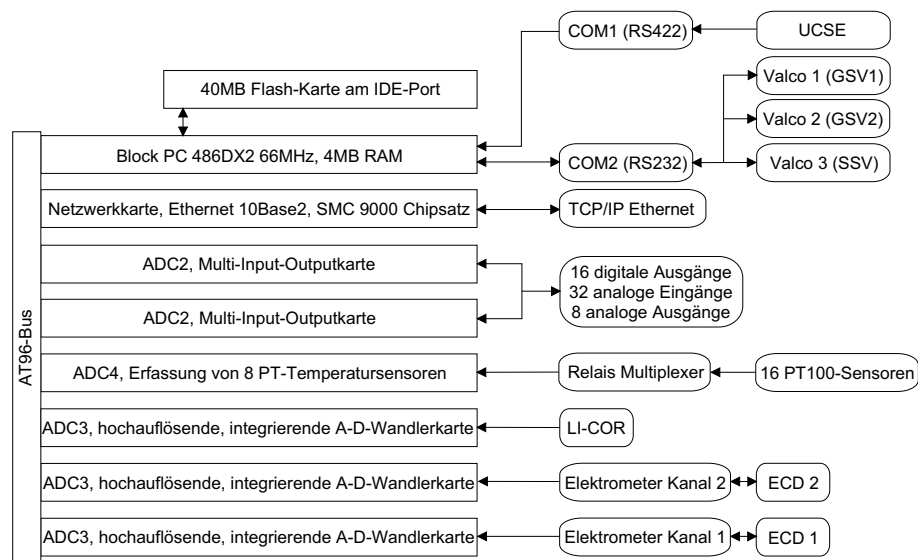 COM1 (RS422)
UCSE
40MB Flash-Karte am IDE-Port
Valco 1 (GSV1)
Valco 2 (GSV2)
Block PC 486DX2 66MHz, 4MB RAM
COM2 (RS232)
Valco 3 (SSV)
Netzwerkkarte, Ethernet 10Base2, SMC 9000 Chipsatz
TCP/IP Ethernet
ADC2, Multi-Input-Outputkarte
16 digitale Ausgänge
32 analoge Eingänge
8 analoge Ausgänge
ADC2, Multi-Input-Outputkarte
AT96-Bus
ADC4, Erfassung von 8 PT-Temperatursensoren
Relais Multiplexer
16 PT100-Sensoren
ADC3, hochauflösende, integrierende A-D-Wandlerkarte
LI-COR
ADC3, hochauflösende, integrierende A-D-Wandlerkarte
Elektrometer Kanal 2
ECD 2
ADC3, hochauflösende, integrierende A-D-Wandlerkarte
Elektrometer Kanal 1
ECD 1